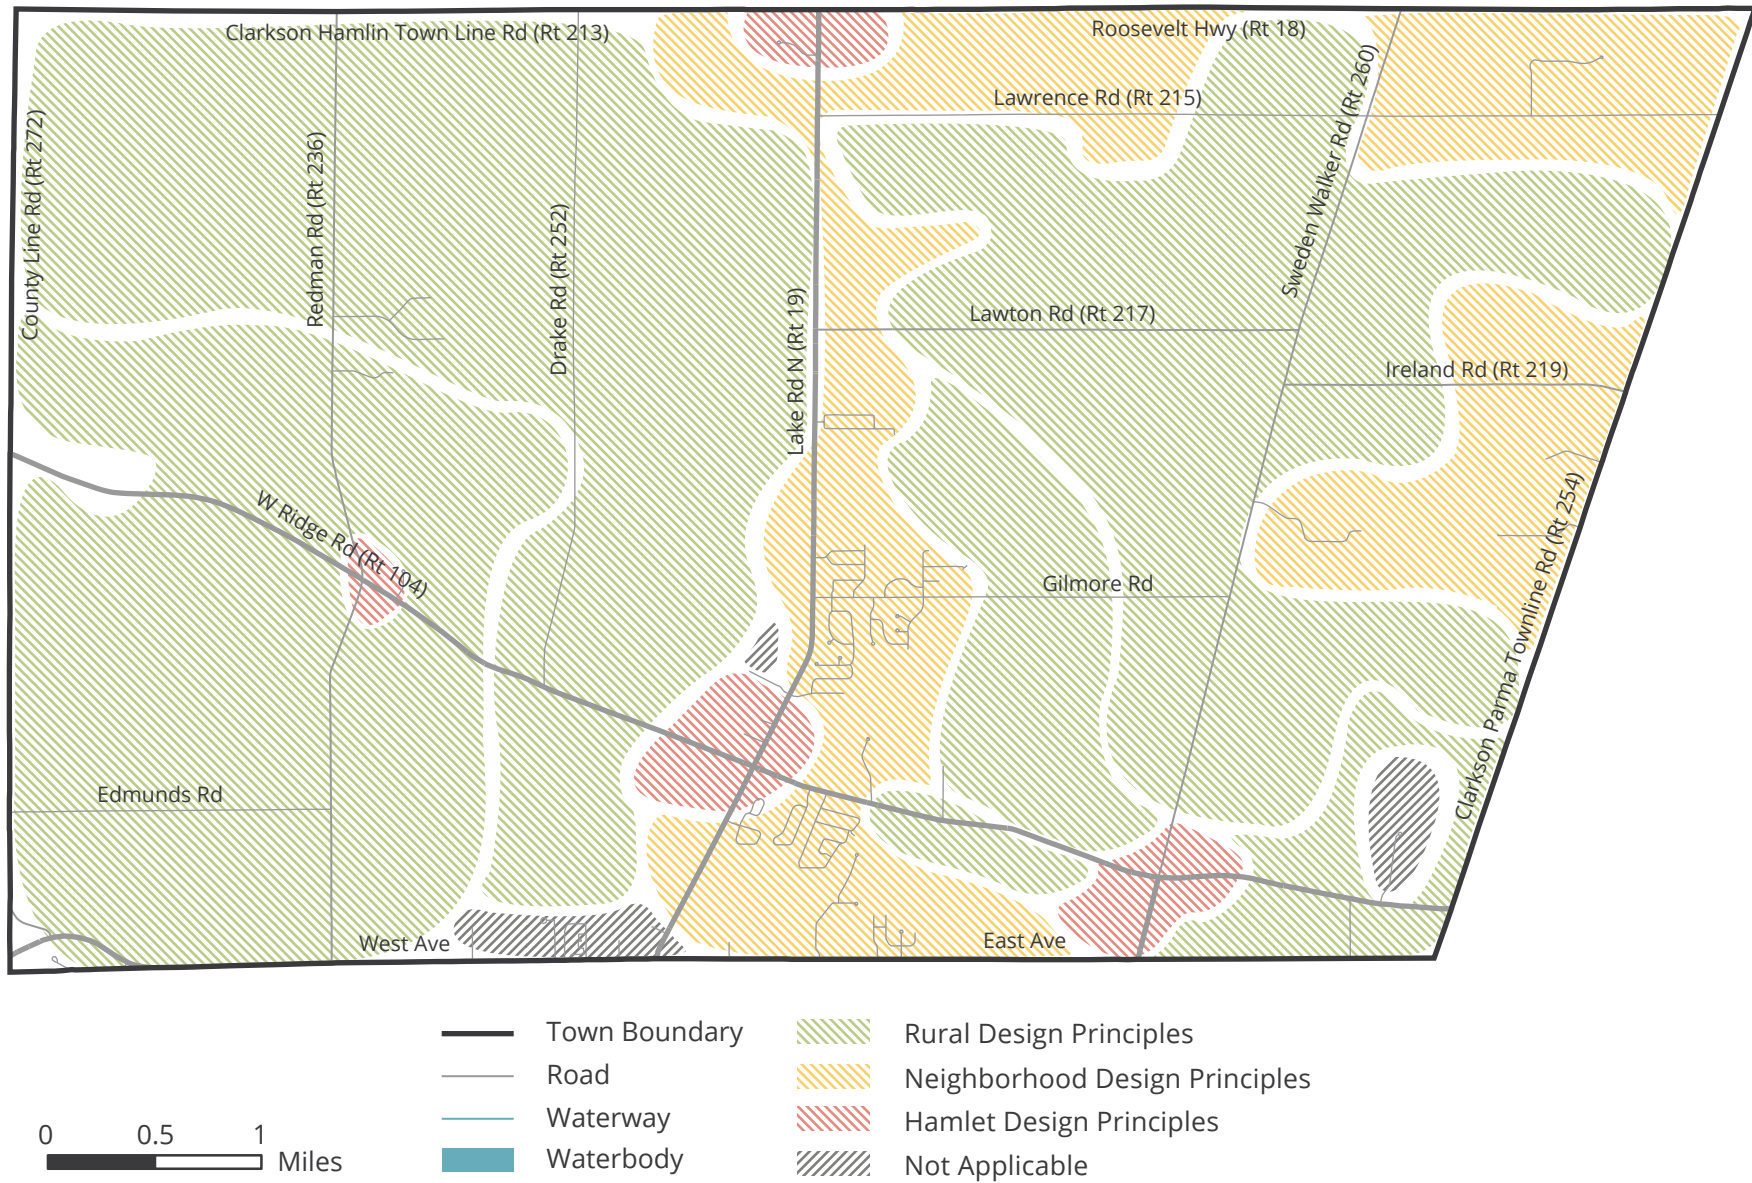 Clarkson Hamlin Town Line Rd (Rt 213)
Roosevelt Hwy (Rt 18)
Lawrence Rd (Rt 215)
County Line Rd (Rt 272)
Redman Rd (Rt 236)
Drake Rd (Rt 252)
Lake Rd N (Rt 19)
Sweden Walker Rd (Rt 260)
Lawton Rd (Rt 217)
Ireland Rd (Rt 219)
W Ridge Rd (Rt 104)
Gilmore Rd
Clarkson Parma Townline Rd (Rt 254)
Edmunds Rd
West Ave
East Ave
Town Boundary
Road
Waterway
Waterbody
Rural Design Principles
Neighborhood Design Principles
Hamlet Design Principles
Not Applicable
0 0.5 1
Miles